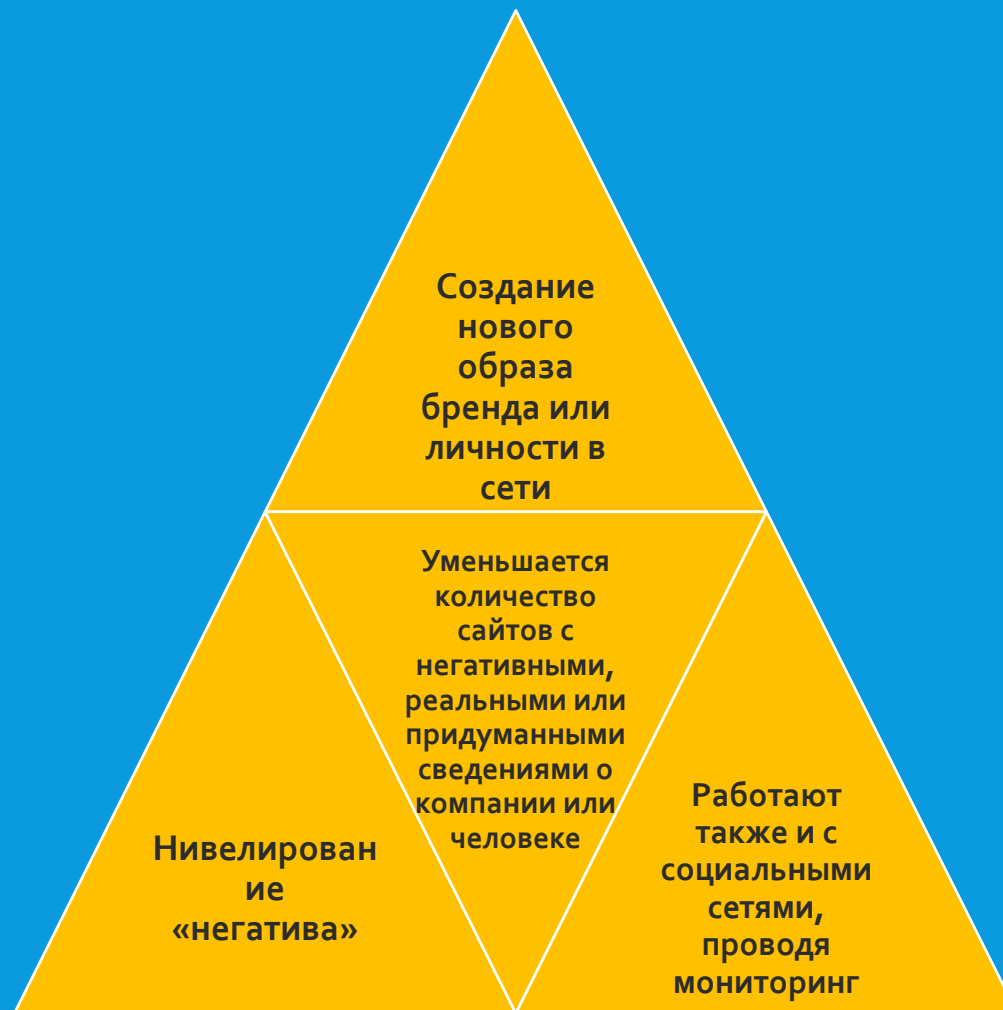 Создание
нового
образа
бренда или
личности в
сети
Уменьшается
количество
сайтов с
негативными,
реальными или
придуманными
сведениями о
компании или
человеке
Нивелирован
ие
«негатива»
Работают
также и с
социальными
сетями,
проводя
мониторинг